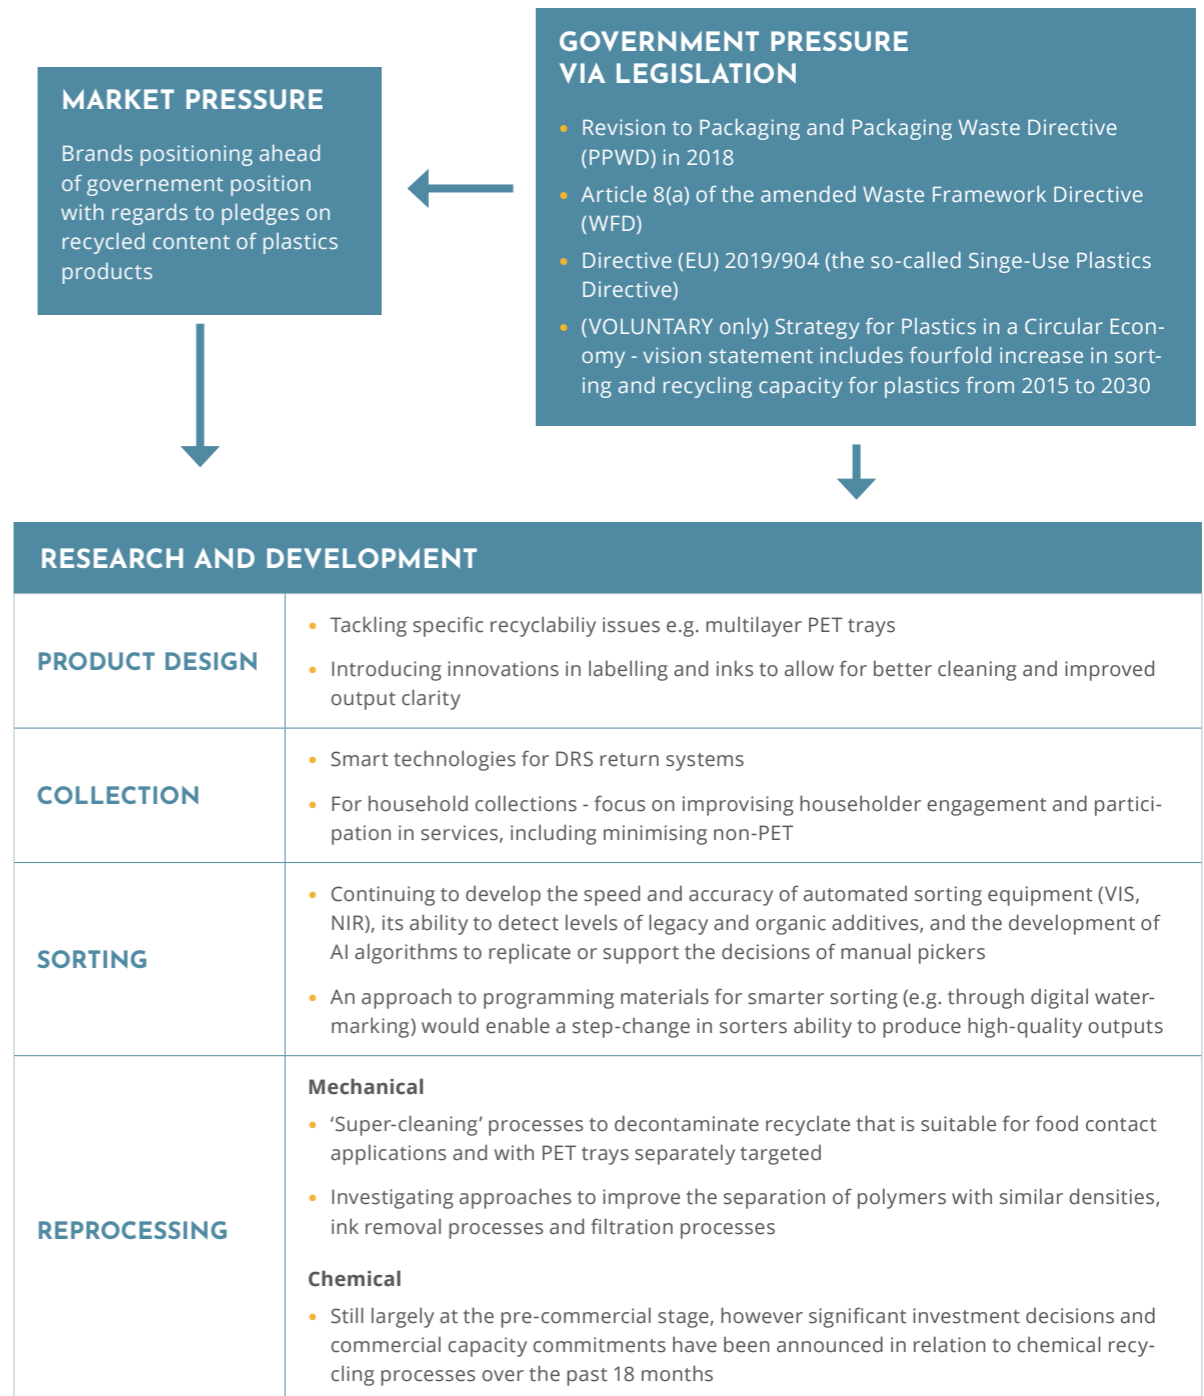 MARKET PRESSURE
Brands positioning ahead
of governement position
with regards to pledges on
recycled content of plastics
products
GOVERNMENT PRESSURE
VIA LEGISLATION
• Revision to Packaging and Packaging Waste Directive
(PPWD) in 2018
• Article 8(a) of the amended Waste Framework Directive
(WFD)
• Directive (EU) 2019/904 (the so-called Singe-Use Plastics
Directive)
• (VOLUNTARY only) Strategy for Plastics in a Circular Econ-
omy - vision statement includes fourfold increase in sort-
ing and recycling capacity for plastics from 2015 to 2030
RESEARCH AND DEVELOPMENT
PRODUCT DESIGN
• Tackling specific recyclabiliy issues e.g. multilayer PET trays
• Introducing innovations in labelling and inks to allow for better cleaning and improved
output clarity
COLLECTION
• Smart technologies for DRS return systems
• For household collections - focus on improvising householder engagement and partici-
pation in services, including minimising non-PET
SORTING
• Continuing to develop the speed and accuracy of automated sorting equipment (VIS,
NIR), its ability to detect levels of legacy and organic additives, and the development of
AI algorithms to replicate or support the decisions of manual pickers
• An approach to programming materials for smarter sorting (e.g. through digital water-
marking) would enable a step-change in sorters ability to produce high-quality outputs
REPROCESSING
Mechanical
• ‘Super-cleaning’ processes to decontaminate recyclate that is suitable for food contact
applications and with PET trays separately targeted
• Investigating approaches to improve the separation of polymers with similar densities,
ink removal processes and filtration processes
Chemical
• Still largely at the pre-commercial stage, however significant investment decisions and
commercial capacity commitments have been announced in relation to chemical recy-
cling processes over the past 18 months